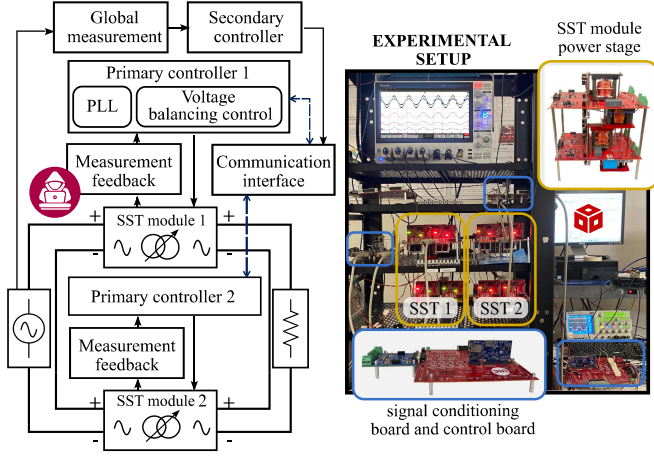 Global
measurement
Secondary
controller
Primary controller 1
PLL
Voltage
balancing control
Measurement
feedback
Communication
interface
+
+
SST module 1
-
-
Primary controller 2
Measurement
feedback
+
+
SST module 2
-
-
EXPERIMENTAL
SETUP
SST module
power stage
SST 1
SST 2
UIC
signal conditioning
board and control board